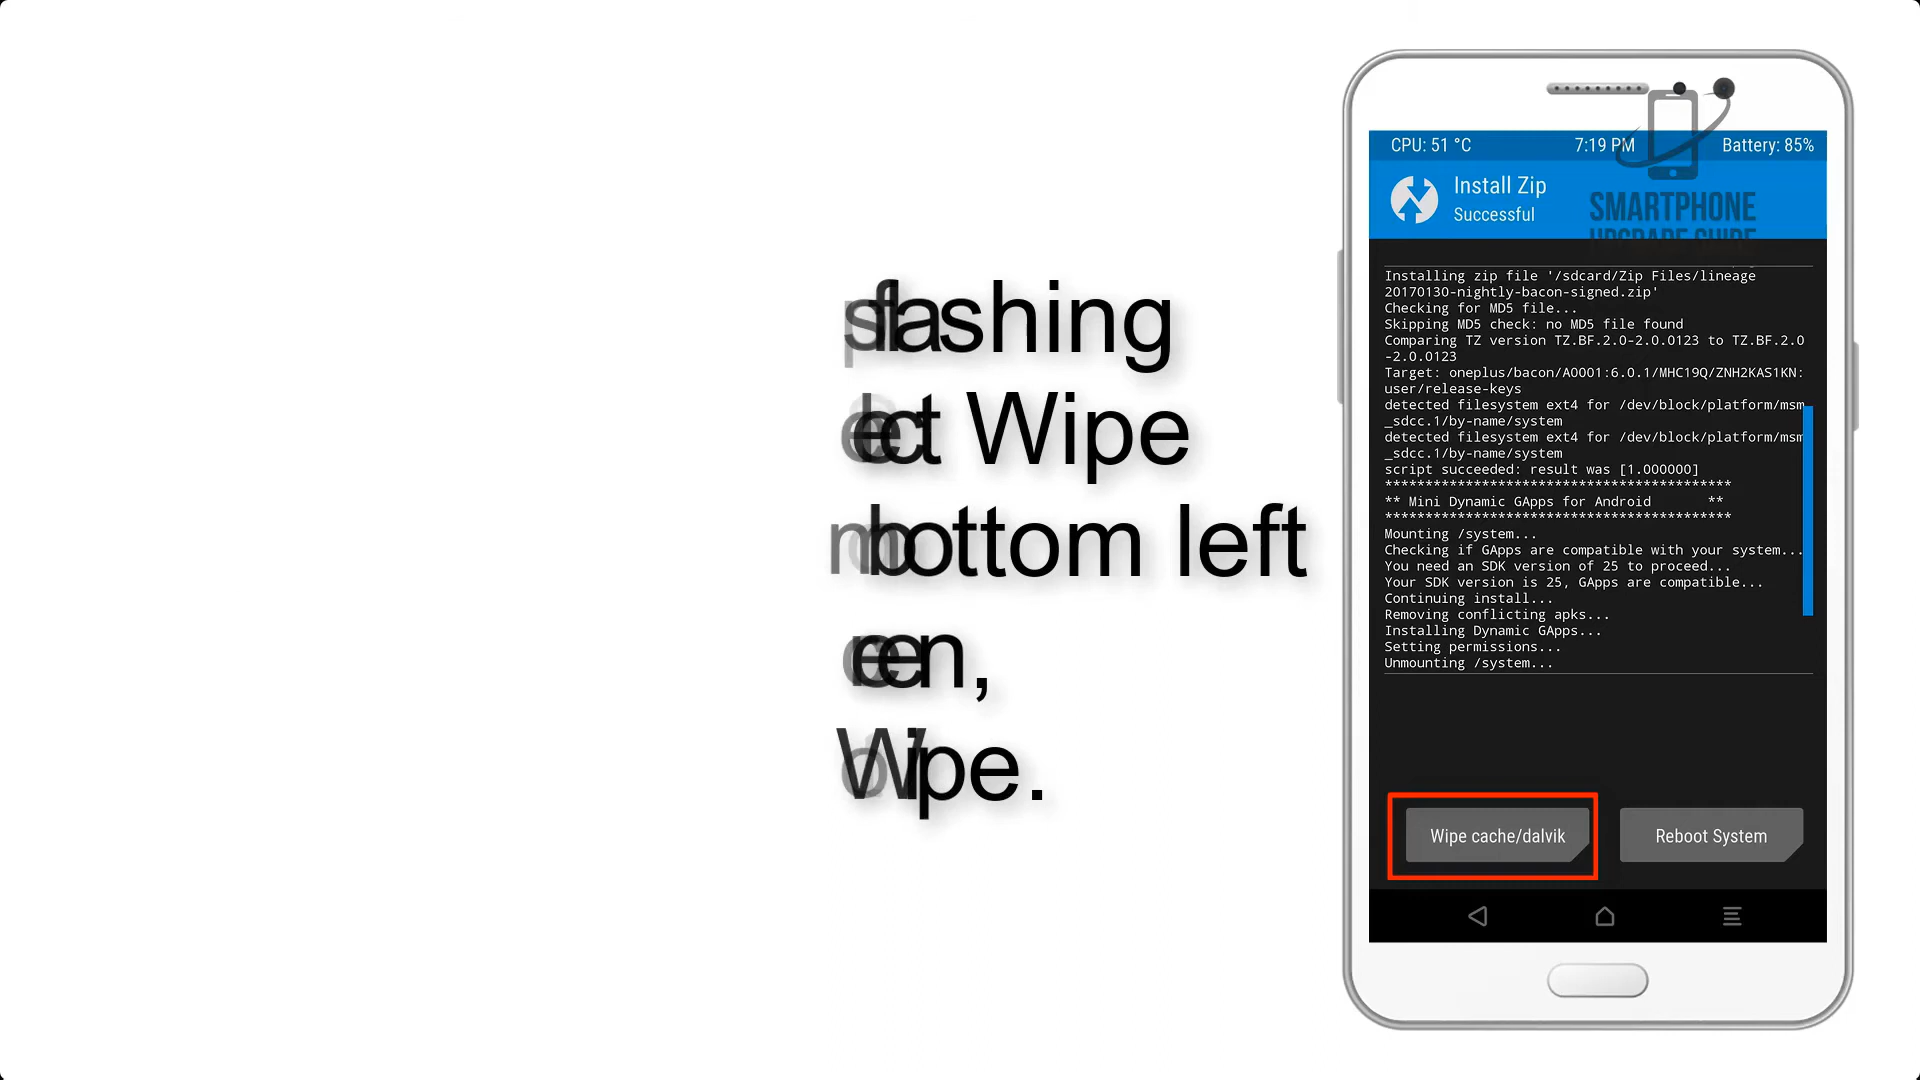 flashing
Wipe
bottom left
Wipe.
CPU: 51 °C 7:19 PM Battery: 85%
Install Zip
Successful
SMARTPHONE
UPGRADE GUIDE
Installing zip file '/sdcard/Zip Files/lineage
20170130-nightly-bacon-signed.zip'
Checking for MD5 file...
Skipping MD5 check: no MD5 file found
Comparing TZ version TZ.BF.2.0-2.0.0123 to TZ.BF.2.0
-2.0.0123
Target: oneplus/bacon/A0001:6.0.1/MHC19Q/ZNH2KAS1KN:
user/release-keys
detected filesystem ext4 for /dev/block/platform/msm
_sdcc.1/by-name/system
detected filesystem ext4 for /dev/block/platform/msm
_sdcc.1/by-name/system
script succeeded: result was [1.000000]
*******************************************
** Mini Dynamic GApps for Android **
*******************************************
Mounting /system...
Checking if GApps are compatible with your system...
You need an SDK version of 25 to proceed...
Your SDK version is 25, GApps are compatible...
Continuing install...
Removing conflicting apks...
Installing Dynamic GApps...
Setting permissions...
Unmounting /system...
Wipe cache/dalvik
Reboot System